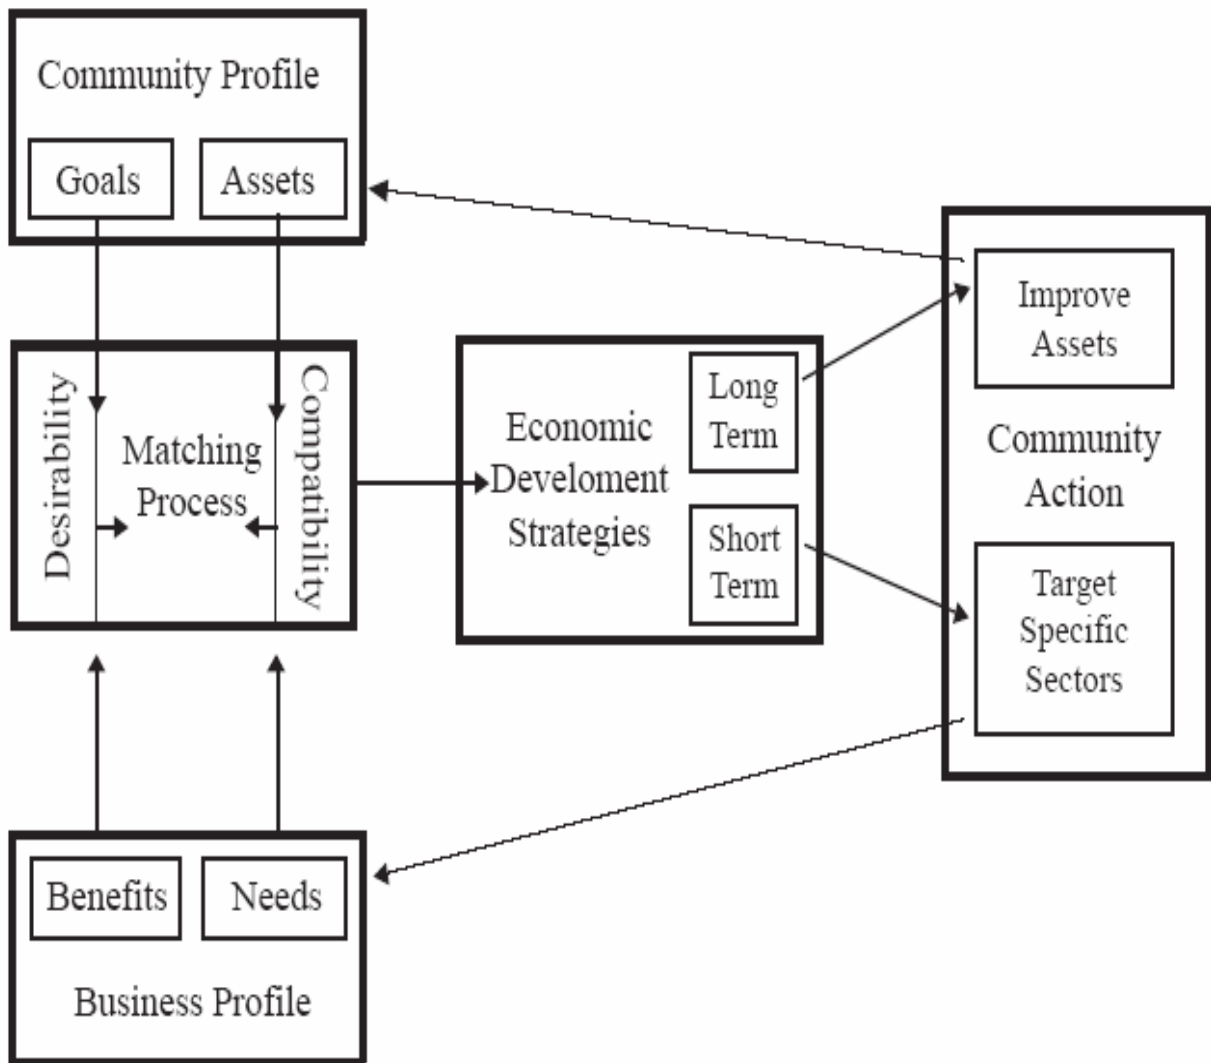 Community Profile
Goals
Assets
Desirability
Matching
Process
Compatibility
Economic
Develoment
Strategies
Long
Term
Short
Term
Improve
Assets
Community
Action
Target
Specific
Sectors
Benefits
Needs
Business Profile